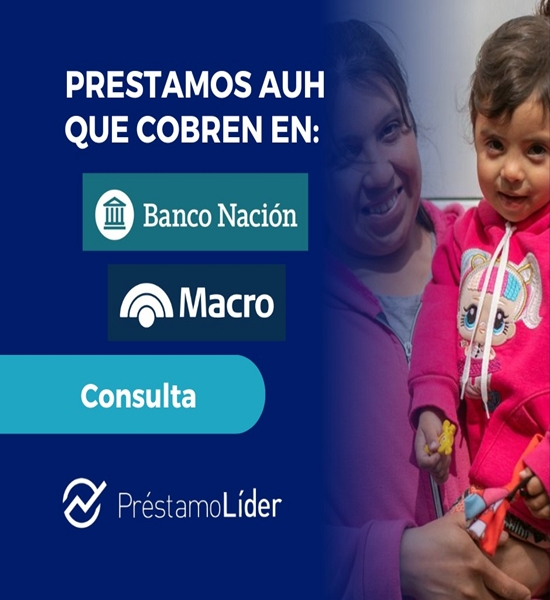 PRESTAMOS AUH
QUE COBREN EN:
Banco Nación
Macro
Consulta
PréstamoLíder